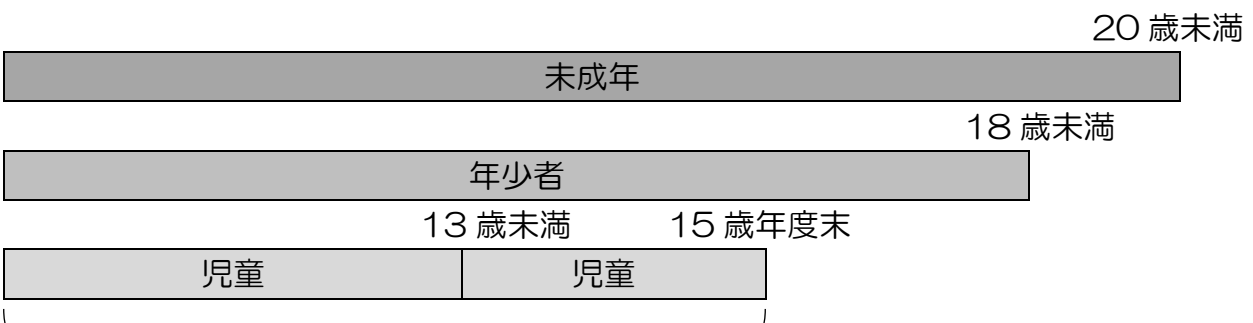 20 歳未満
未成年
18 歳未満
年少者
13 歳未満 15 歳年度末
児童 児童